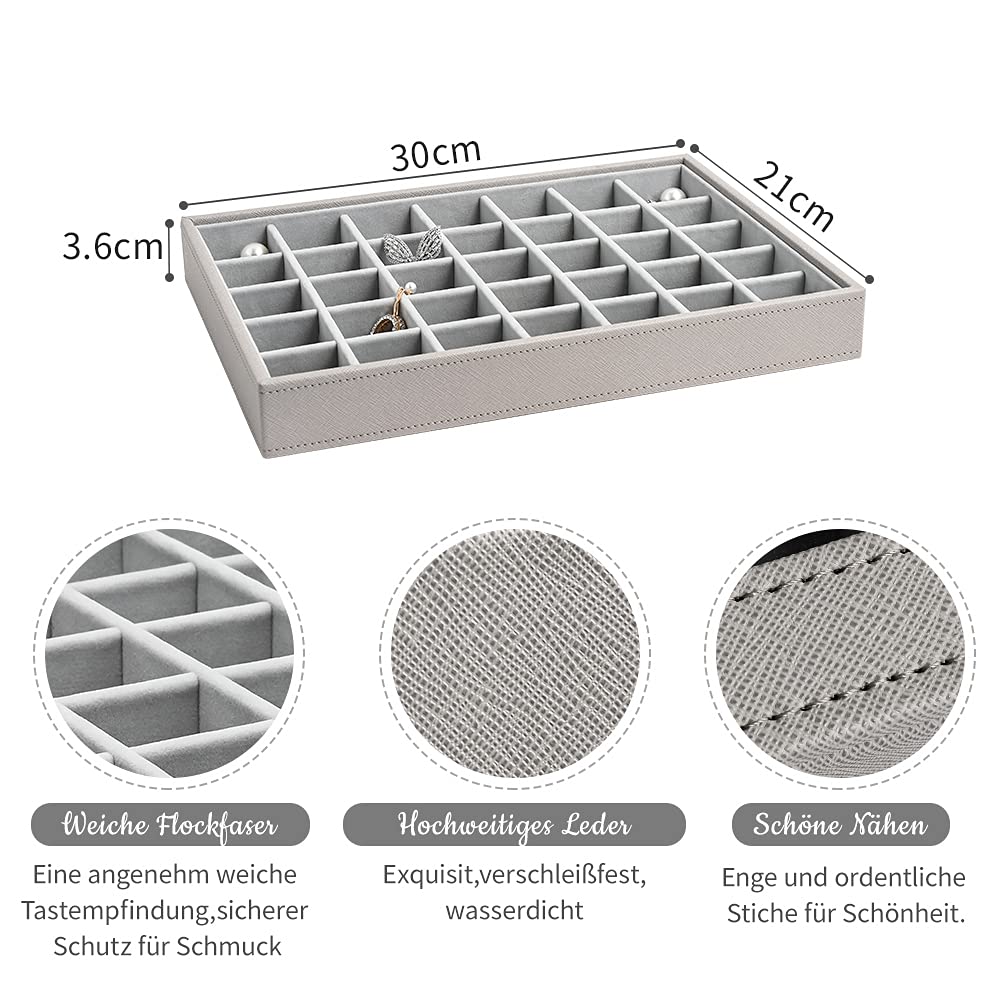 30cm
21cm
3.6cm
Weiche Flockfaser
Hochweitiges Leder
Schöne Nähen
Eine angenehm weiche
Tastempfindung,sicherer
Schutz für Schmuck
Exquisit,verschleißfest,
wasserdicht
Enge und ordentliche
Stiche für Schönheit.